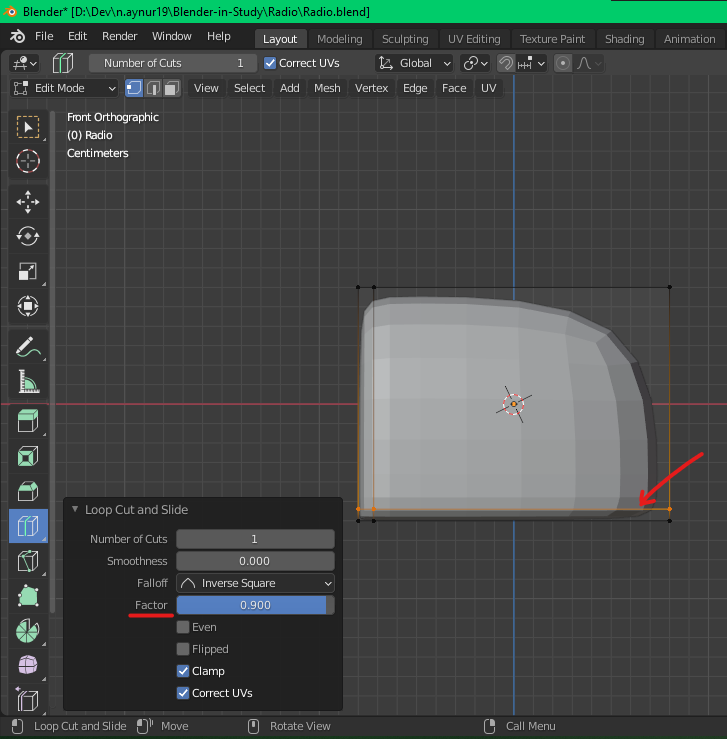 Blender* [D:\Dev\n.aynur19\Blender-in-Study\Radio\Radio.blend]
File Edit Render Window Help Layout Modeling Sculpting UV Editing Texture Paint Shading Animation
Number of Cuts 1 Correct UVs Global
Edit Mode View Select Add Mesh Vertex Edge Face UV
Front Orthographic
(0) Radio
Centimeters
Loop Cut and Slide
Number of Cuts 1
Smoothness 0.000
Falloff Inverse Square
Factor 0.900
Even
Flipped
Clamp
Correct UVs
Loop Cut and Slide Move Rotate View Call Menu